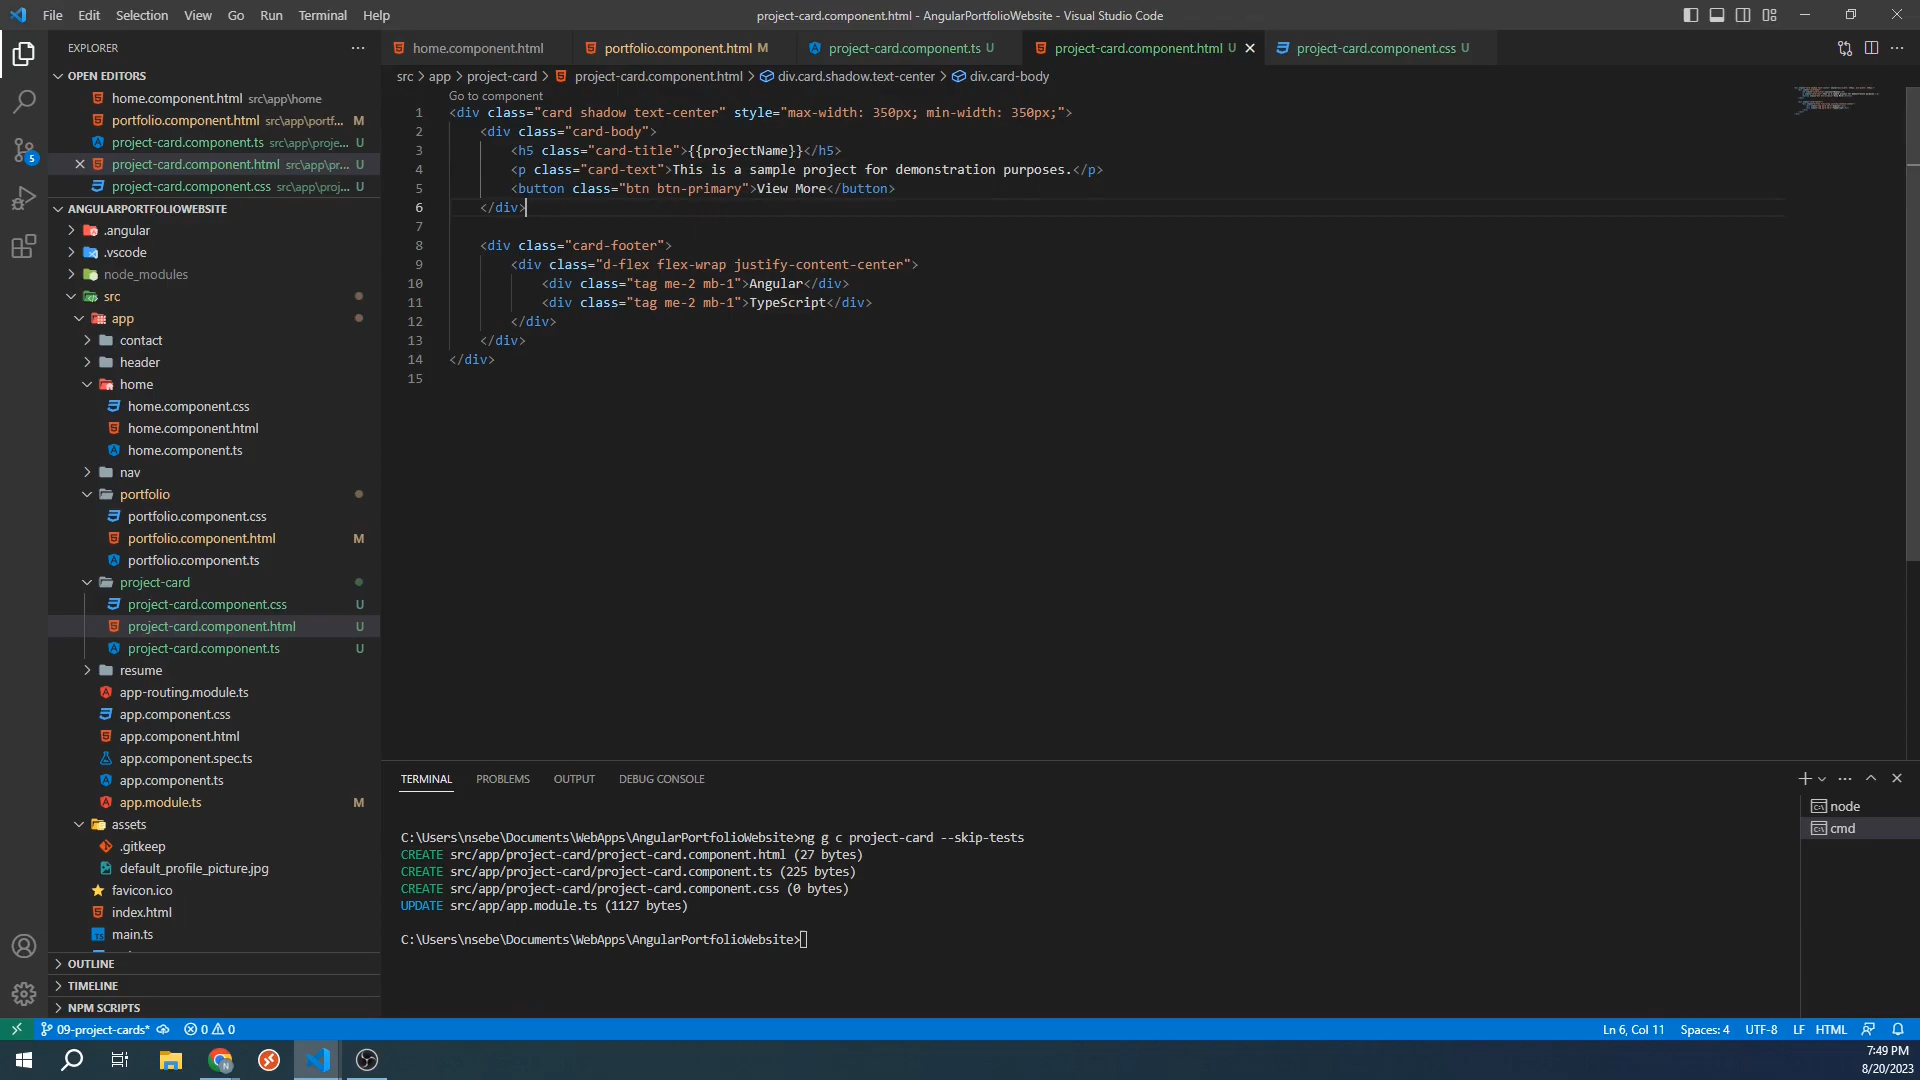 File Edit Selection View Go Run Terminal Help
project-card.component.html - AngularPortfolioWebsite - Visual Studio Code
EXPLORER
OPEN EDITORS
home.component.html src\app\home
portfolio.component.html src\app\portf... M
project-card.component.ts src\app\proje... U
project-card.component.html src\app\pr... U
project-card.component.css src\app\proj... U
ANGULARPORTFOLIOWEBSITE
.angular
.vscode
node_modules
src
app
contact
header
home
home.component.css
home.component.html
home.component.ts
nav
portfolio
portfolio.component.css
portfolio.component.html M
portfolio.component.ts
project-card
project-card.component.css U
project-card.component.html U
project-card.component.ts U
resume
app-routing.module.ts
app.component.css
app.component.html
app.component.spec.ts
app.component.ts
app.module.ts M
assets
.gitkeep
default_profile_picture.jpg
favicon.ico
index.html
main.ts
OUTLINE
TIMELINE
NPM SCRIPTS
home.component.html portfolio.component.html M project-card.component.ts U project-card.component.html U project-card.component.css U
src > app > project-card > project-card.component.html > div.card.shadow.text-center > div.card-body
Go to component
1 <div class="card shadow text-center" style="max-width: 350px; min-width: 350px;">
2 <div class="card-body">
3 <h5 class="card-title">{{projectName}}</h5>
4 <p class="card-text">This is a sample project for demonstration purposes.</p>
5 <button class="btn btn-primary">View More</button>
6 </div>
7
8 <div class="card-footer">
9 <div class="d-flex flex-wrap justify-content-center">
10 <div class="tag me-2 mb-1">Angular</div>
11 <div class="tag me-2 mb-1">TypeScript</div>
12 </div>
13 </div>
14 </div>
15
TERMINAL PROBLEMS OUTPUT DEBUG CONSOLE
C:\Users\nsebe\Documents\WebApps\AngularPortfolioWebsite>ng g c project-card --skip-tests
CREATE src/app/project-card/project-card.component.html (27 bytes)
CREATE src/app/project-card/project-card.component.ts (225 bytes)
CREATE src/app/project-card/project-card.component.css (0 bytes)
UPDATE src/app/app.module.ts (1127 bytes)
C:\Users\nsebe\Documents\WebApps\AngularPortfolioWebsite>
node
cmd
5
09-project-cards* 0 0
Ln 6, Col 11 Spaces: 4 UTF-8 LF HTML
7:49 PM
8/20/2023